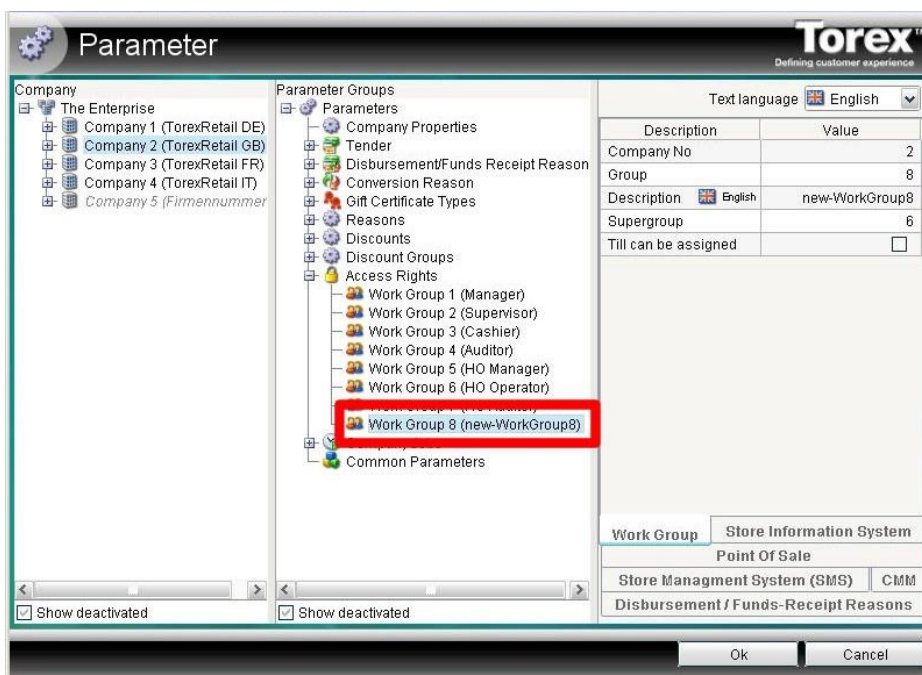 Parameter
Torex™
Defining customer experience
Company
The Enterprise
Company 1 (TorexRetail DE)
Company 2 (TorexRetail GB)
Company 3 (TorexRetail FR)
Company 4 (TorexRetail IT)
Company 5 (Firmennummer
Show deactivated
Parameter Groups
Parameters
Company Properties
Tender
Disbursement/Funds Receipt Reason
Conversion Reason
Gift Certificate Types
Reasons
Discounts
Discount Groups
Access Rights
Work Group 1 (Manager)
Work Group 2 (Supervisor)
Work Group 3 (Cashier)
Work Group 4 (Auditor)
Work Group 5 (HO Manager)
Work Group 6 (HO Operator)
Work Group 8 (new-WorkGroup8)
Common Parameters
Show deactivated
Text language English
Description Value
Company No 2
Group 8
Description English new-WorkGroup8
Supergroup 6
Till can be assigned
Work Group Store Information System
Point Of Sale
Store Managment System (SMS) CMM
Disbursement / Funds-Receipt Reasons
Ok Cancel